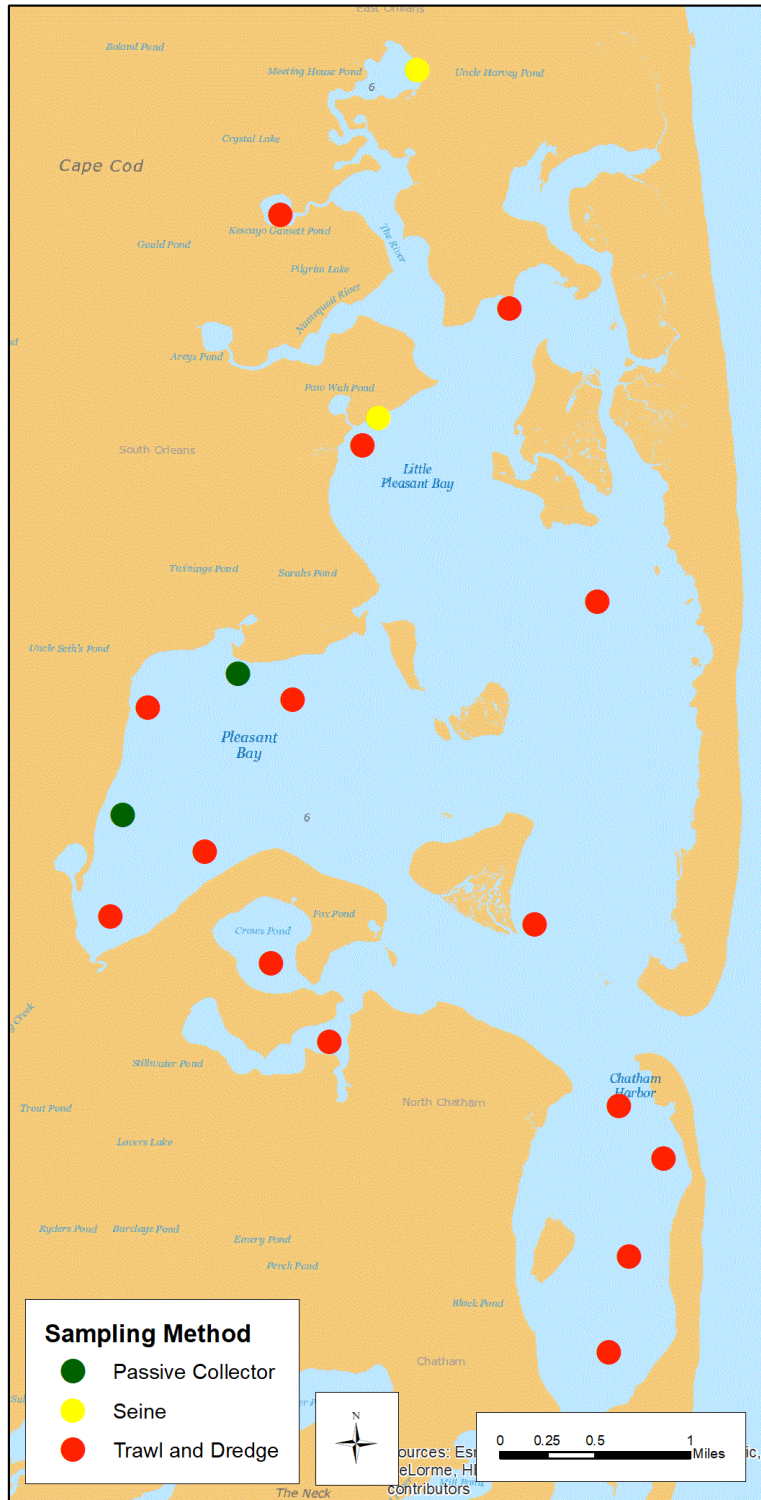 East Orleans
Boland Pond
Meeting House Pond
Uncle Harvey Pond
6
Crystal Lake
Cape Cod
Kescayo Gansett Pond
Gould Pond
The River
Pilgrim Lake
Namequoit River
Areys Pond
Paw Wah Pond
South Orleans
Little
Pleasant Bay
Twinings Pond
Sarahs Pond
Uncle Seth's Pond
Pleasant
Bay
6
Fox Pond
Crows Pond
Creek
Stillwater Pond
Chatham
Harbor
North Chatham
Trout Pond
Lovers Lake
Ryders Pond
Barclays Pond
Emery Pond
Perch Pond
Black Pond
Chatham
Sampling Method
Passive Collector
Seine
Trawl and Dredge
N
0 0.25 0.5 1
Miles
contributors
Mill Pond
The Neck